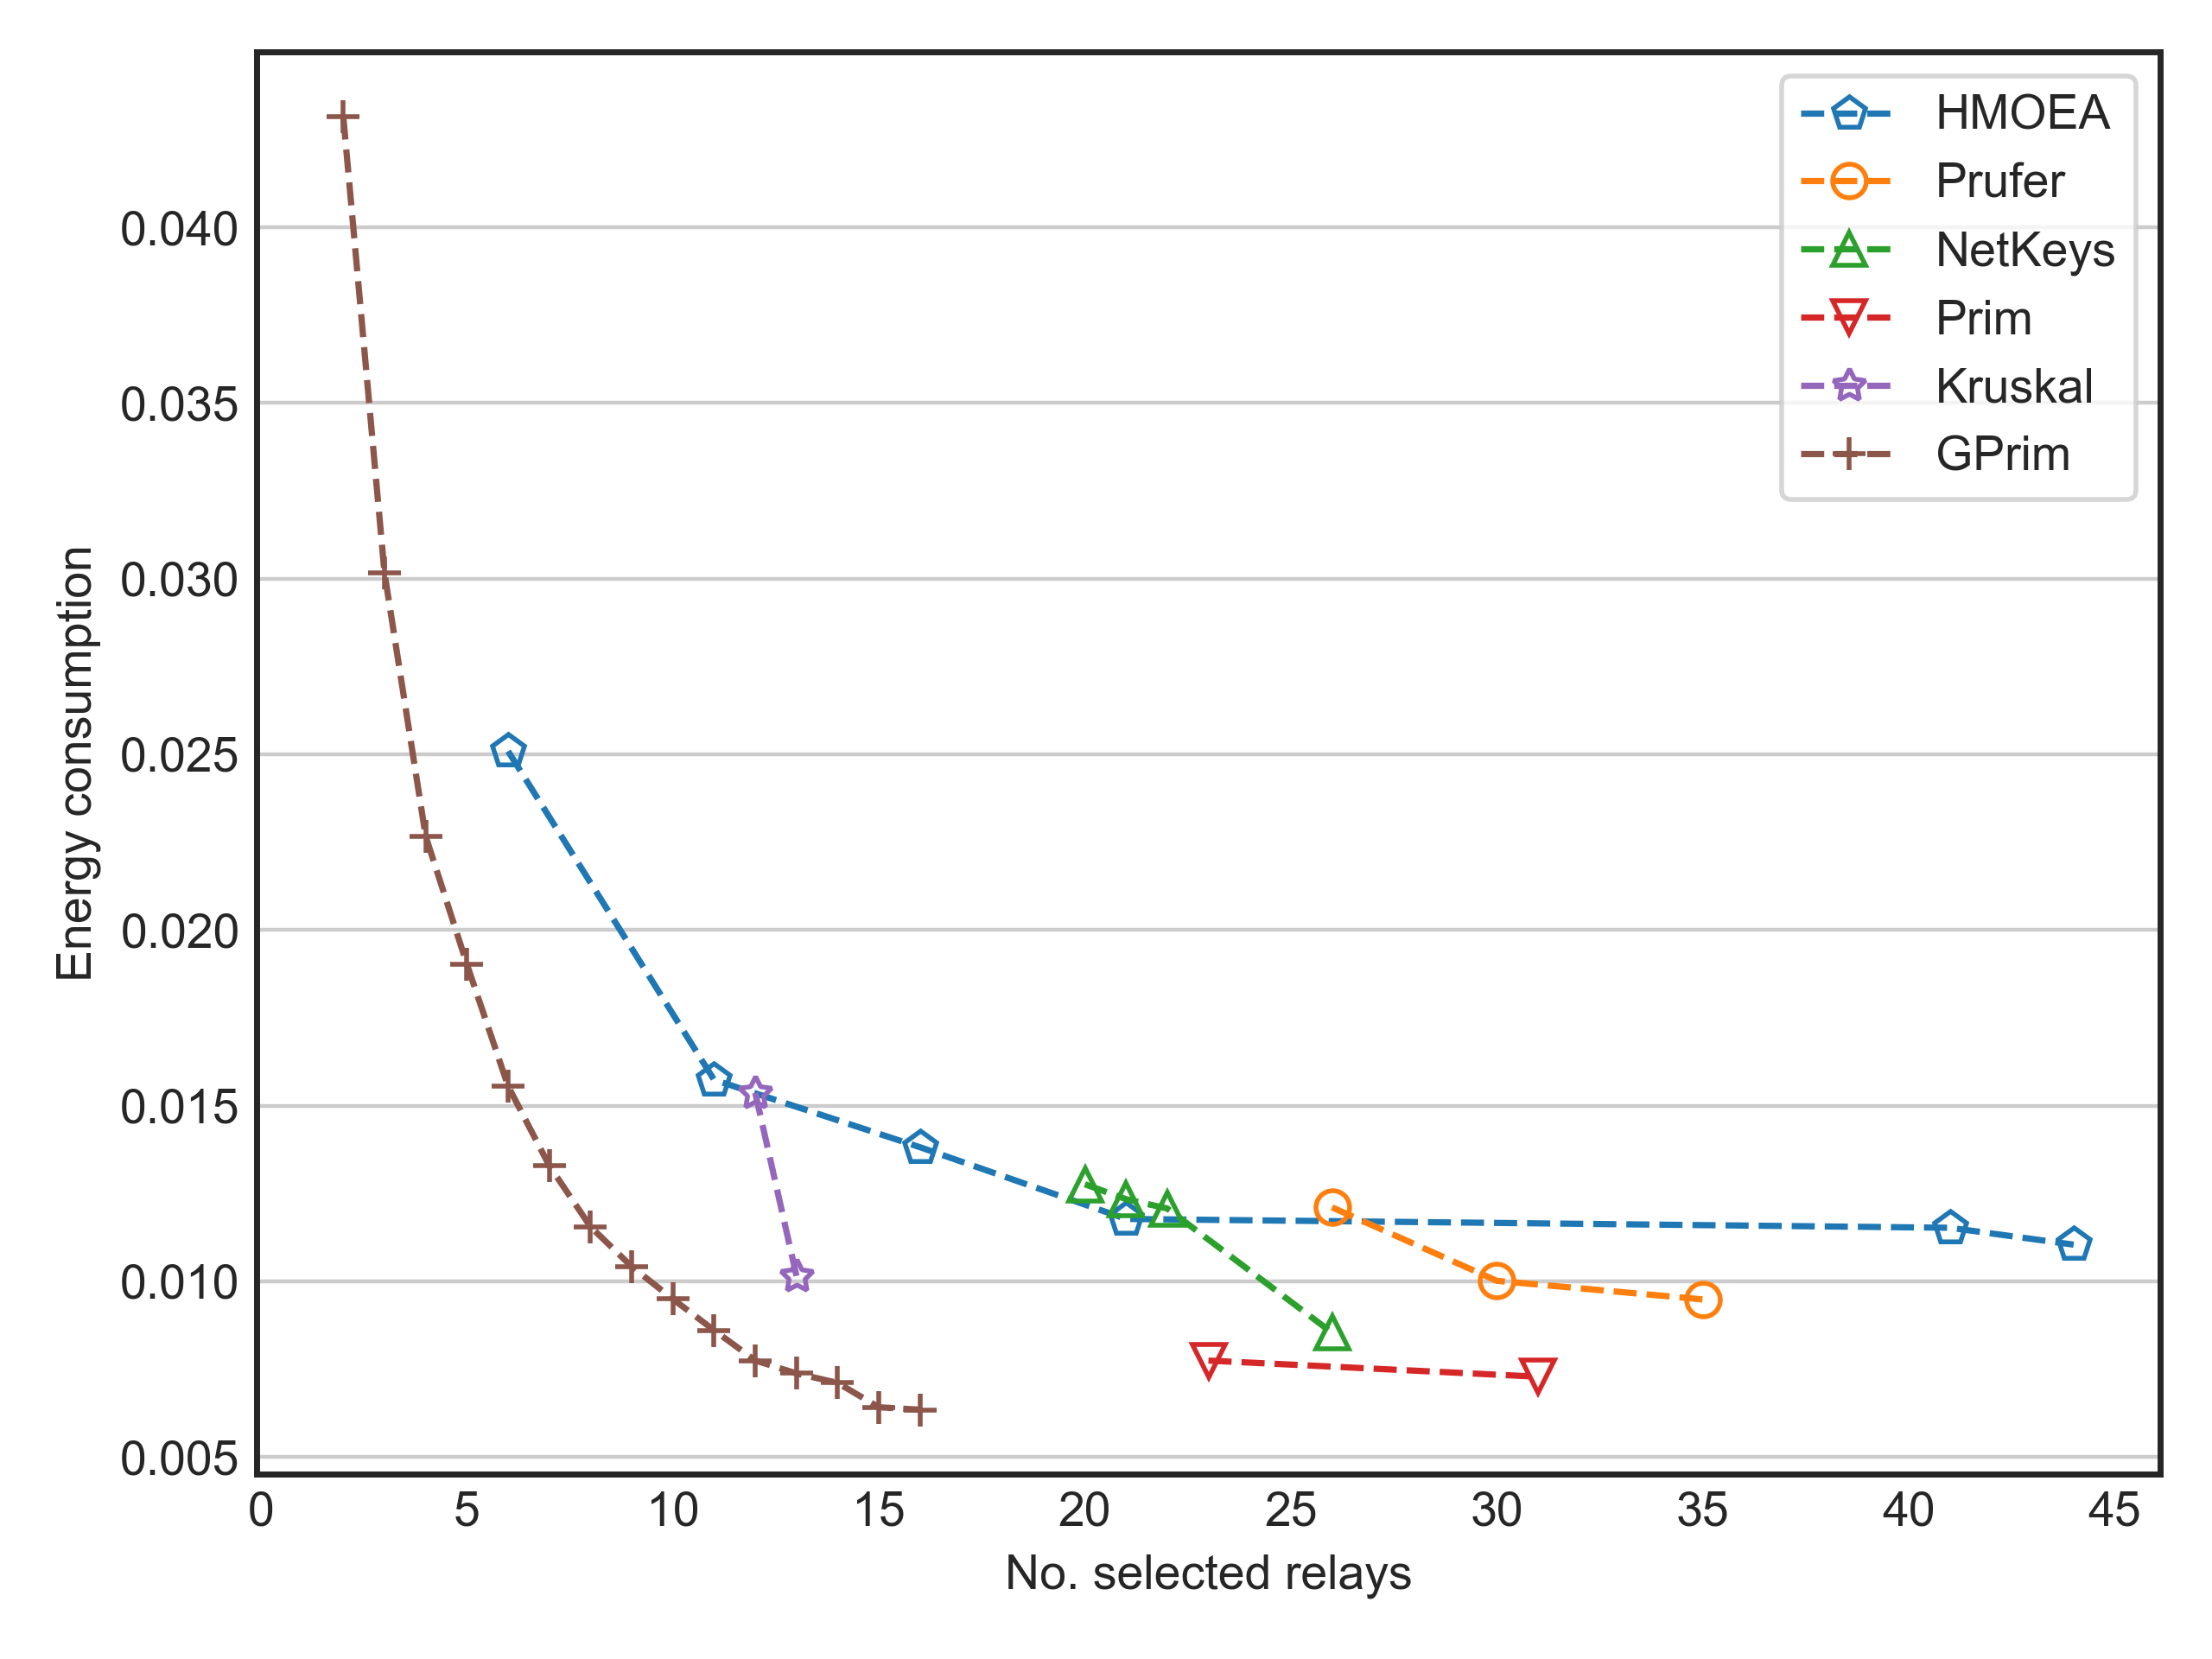 HMOEA
Prufer
NetKeys
Prim
Kruskal
GPrim
Energy consumption
0.040
0.035
0.030
0.025
0.020
0.015
0.010
0.005
0 5 10 15 20 25 30 35 40 45
No. selected relays